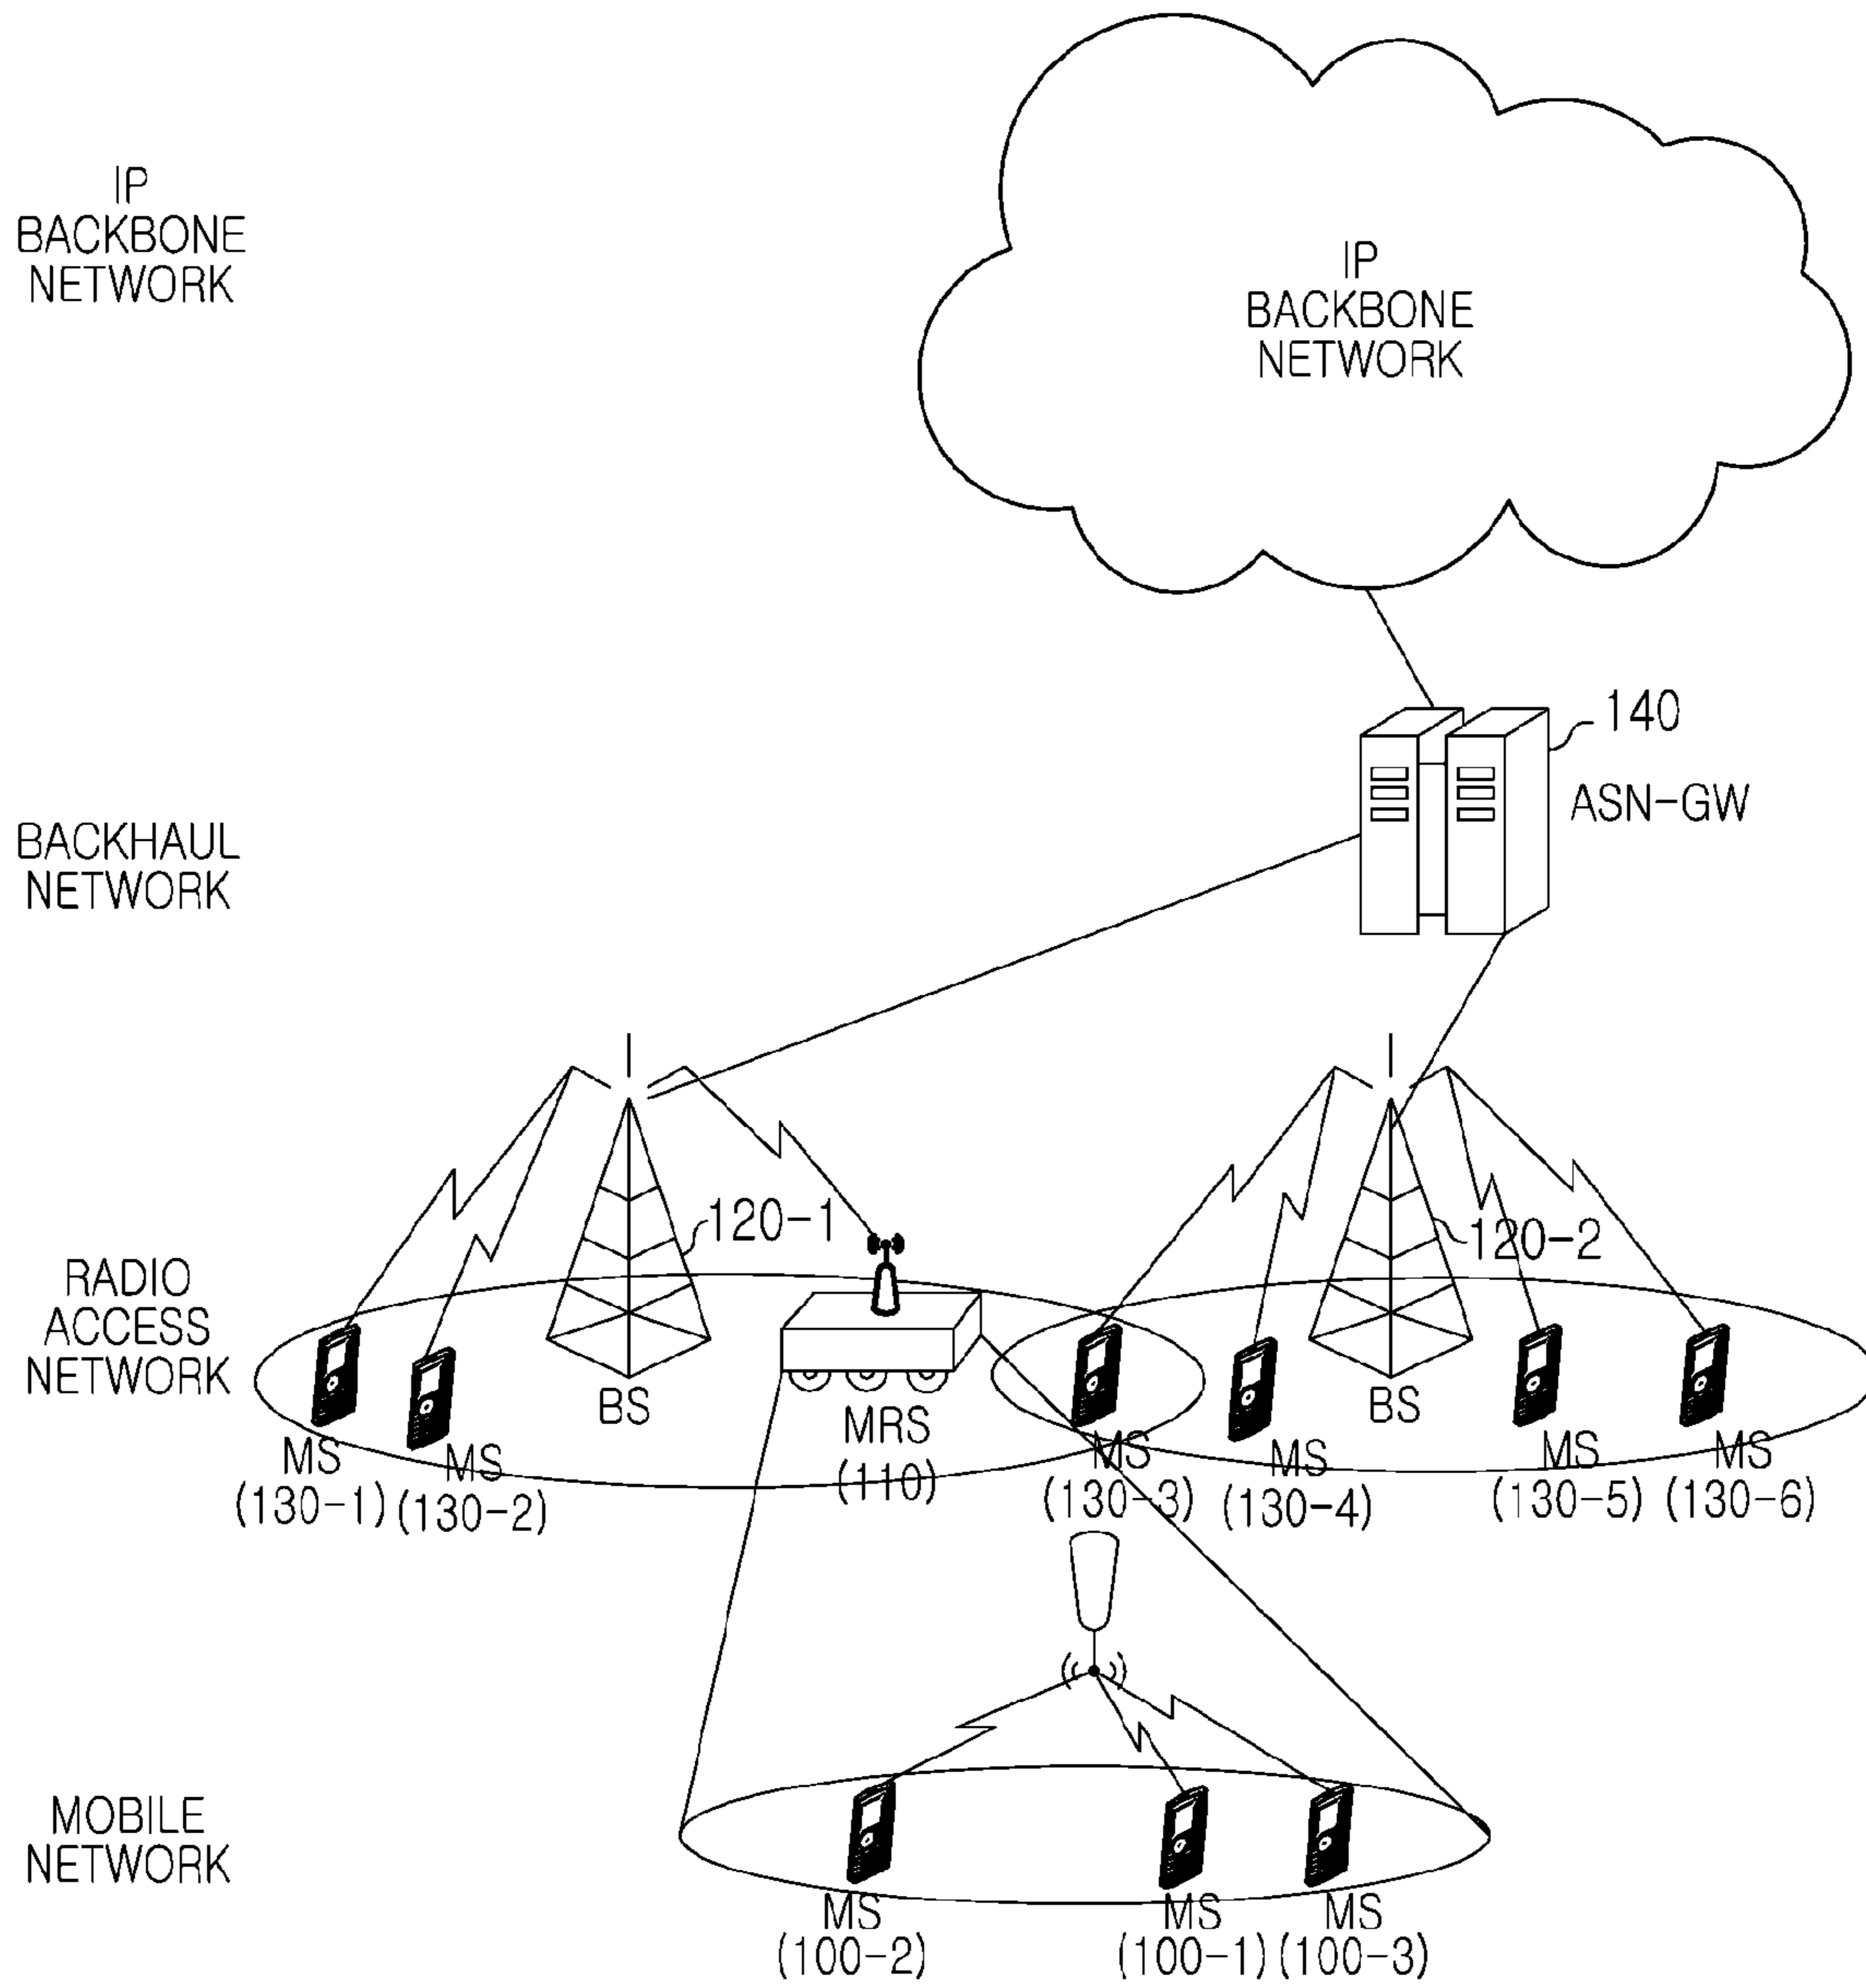 IP
BACKBONE
NETWORK
IP
BACKBONE
NETWORK
140
ASN-GW
BACKHAUL
NETWORK
120-1
120-2
RADIO
ACCESS
NETWORK
BS
MRS
(110)
BS
MS
(130-1)
MS
(130-2)
MS
(130-3)
MS
(130-4)
MS
(130-5)
MS
(130-6)
MOBILE
NETWORK
MS
(100-2)
MS
(100-1)
MS
(100-3)